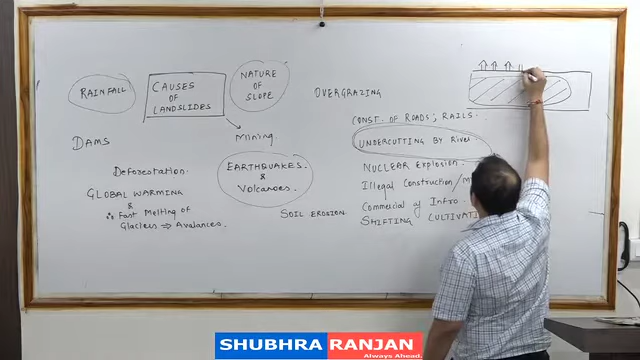 RAINFALL
CAUSES
OF
LANDSLIDES
NATURE
OF
SLOPE
OVERGRAZING
CONST. OF ROADS, RAILS.
DAMS
Mining
UNDERCUTTING BY River
Deforestation.
EARTHQUAKES
&
Volcanoes.
NUCLEAR Explosion.
GLOBAL WARMING
&
∴ Fast Melting of
Glaciers ⇒ Avalances.
Illegal Construction/
Commercial of Infro.
SOIL EROSION
SHIFTING
SHUBHRA RANJAN
Always Ahead.